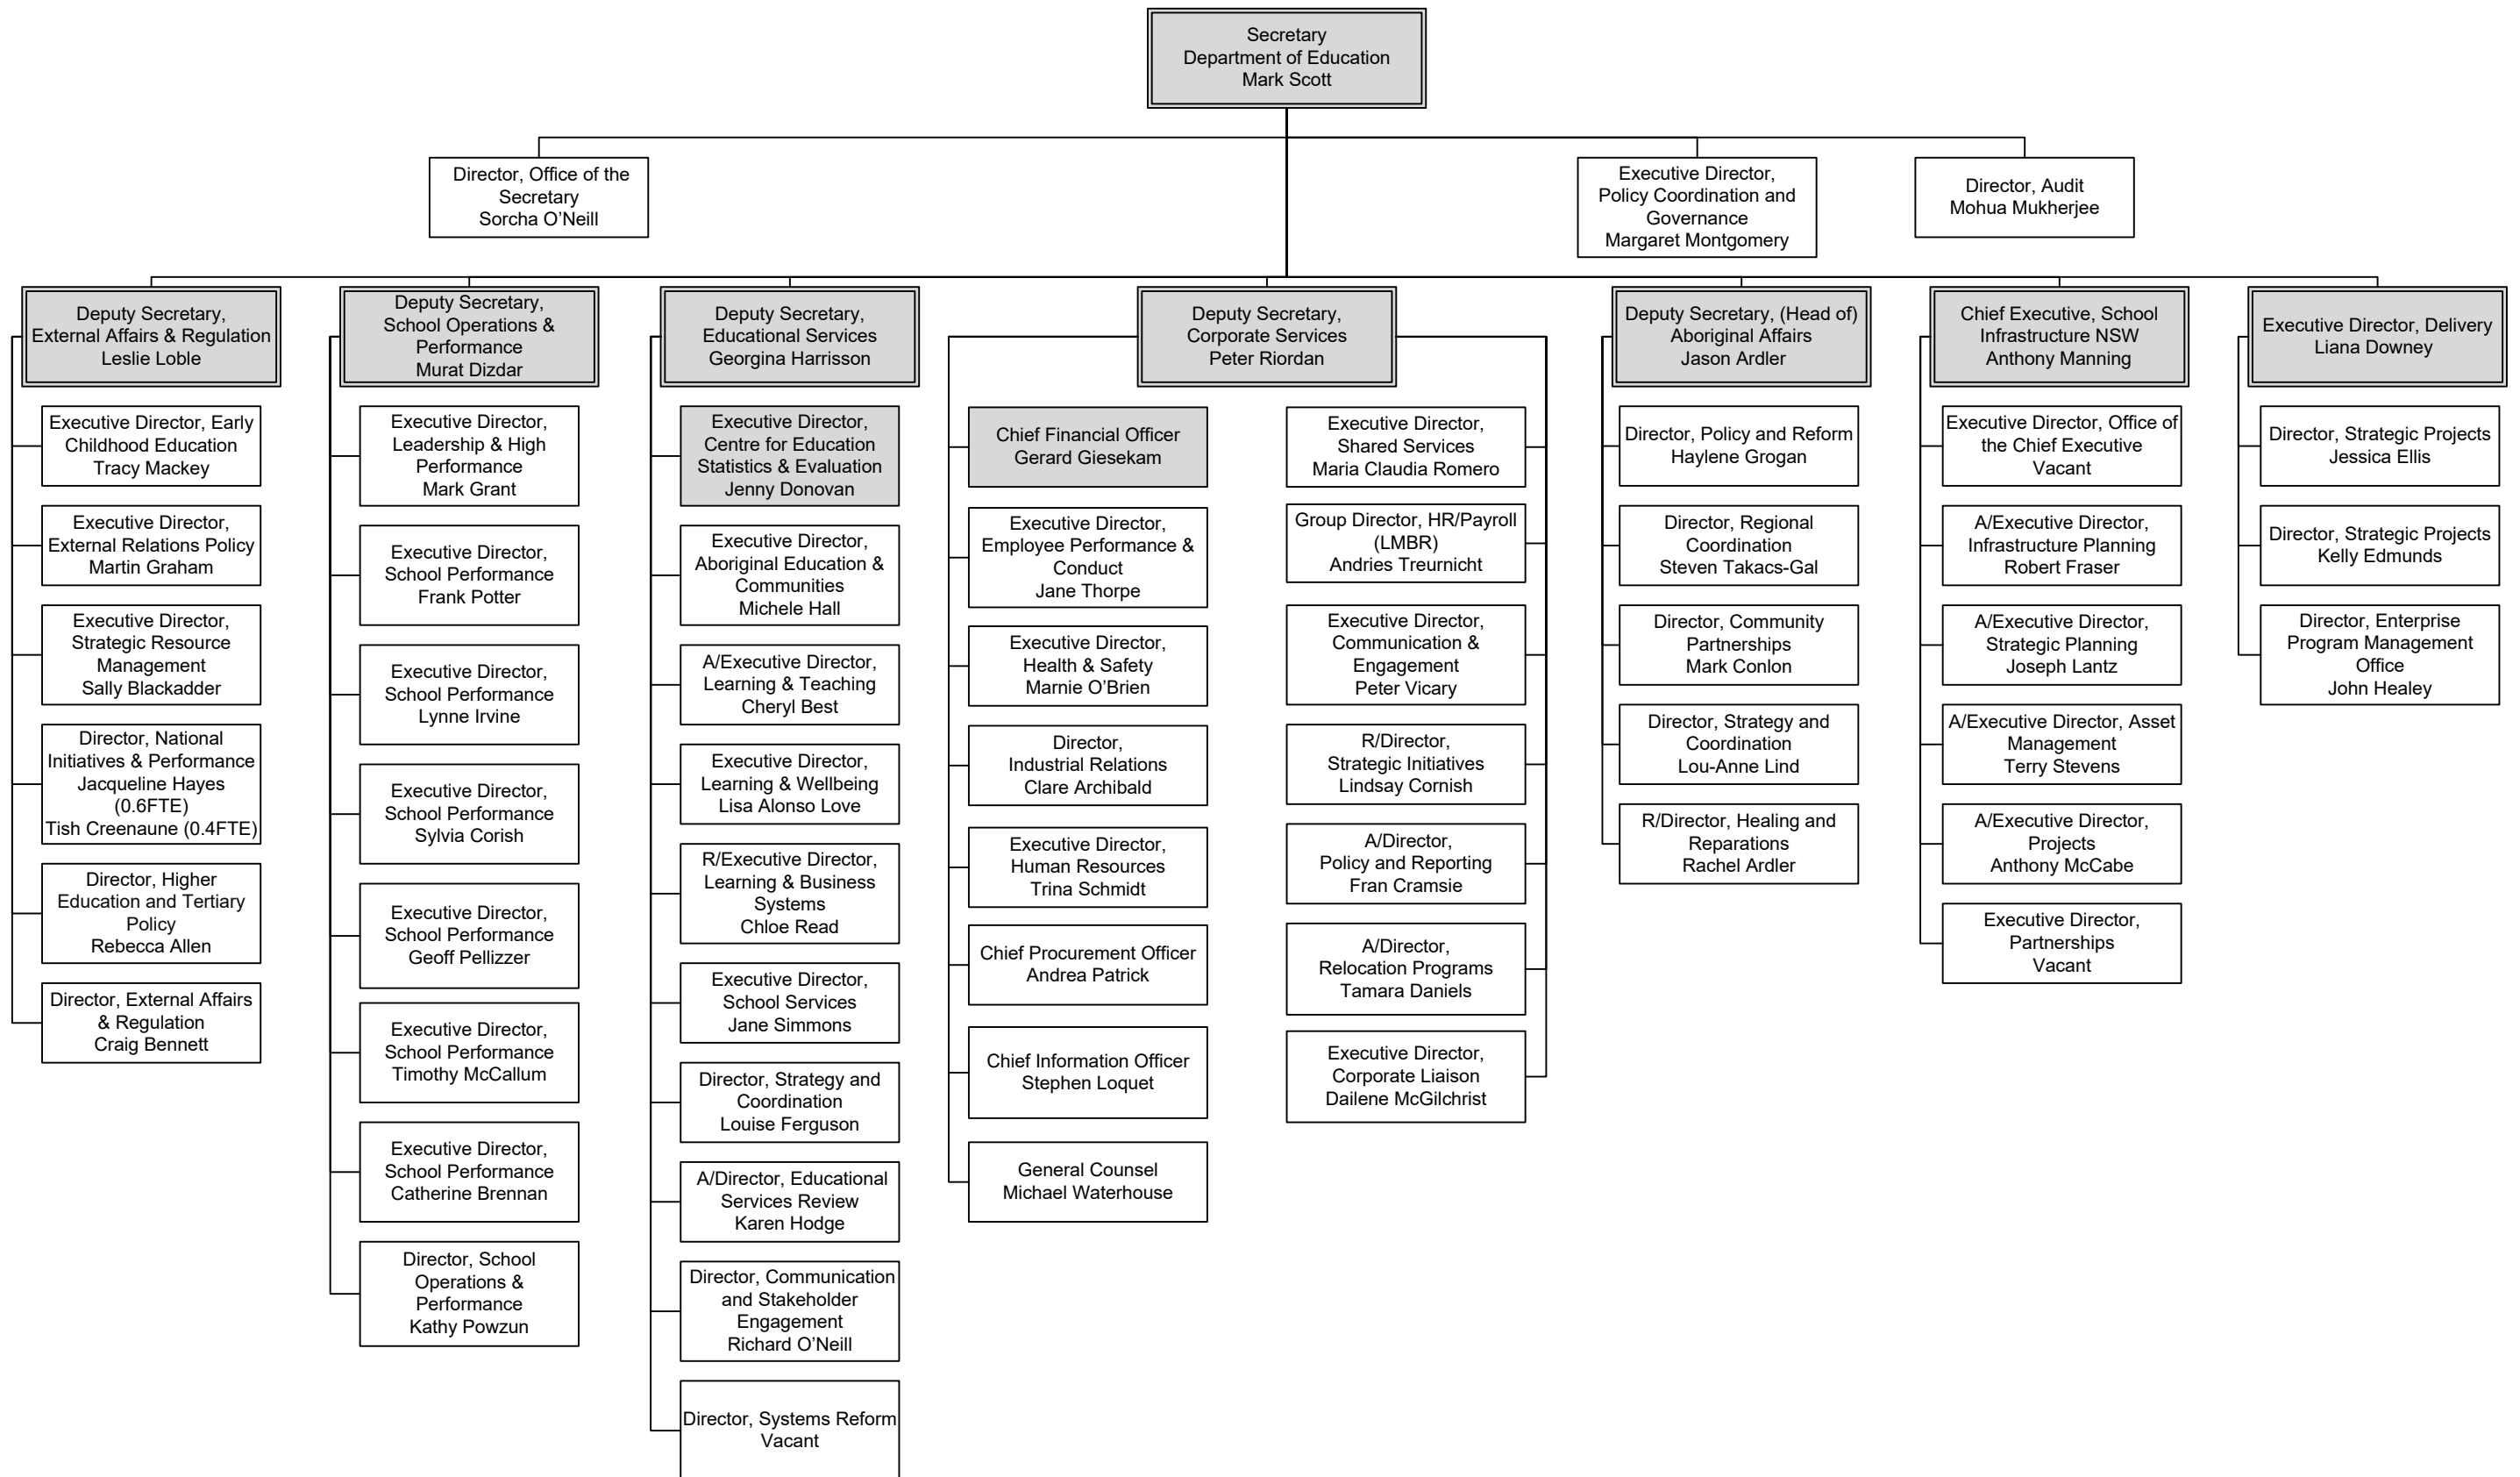 Secretary
Department of Education
Mark Scott
Director, Office of the
Secretary
Sorcha O’Neill
Executive Director,
Policy Coordination and
Governance
Margaret Montgomery
Director, Audit
Mohua Mukherjee
Deputy Secretary,
External Affairs & Regulation
Leslie Loble
Executive Director, Early
Childhood Education
Tracy Mackey
Executive Director,
External Relations Policy
Martin Graham
Executive Director,
Strategic Resource
Management
Sally Blackadder
Director, National
Initiatives & Performance
Jacqueline Hayes
(0.6FTE)
Tish Creenaune (0.4FTE)
Director, Higher
Education and Tertiary
Policy
Rebecca Allen
Director, External Affairs
& Regulation
Craig Bennett
Deputy Secretary,
School Operations &
Performance
Murat Dizdar
Executive Director,
Leadership & High
Performance
Mark Grant
Executive Director,
School Performance
Frank Potter
Executive Director,
School Performance
Lynne Irvine
Executive Director,
School Performance
Sylvia Corish
Executive Director,
School Performance
Geoff Pellizzer
Executive Director,
School Performance
Timothy McCallum
Executive Director,
School Performance
Catherine Brennan
Director, School
Operations &
Performance
Kathy Powzun
Deputy Secretary,
Educational Services
Georgina Harrisson
Executive Director,
Centre for Education
Statistics & Evaluation
Jenny Donovan
Executive Director,
Aboriginal Education &
Communities
Michele Hall
A/Executive Director,
Learning & Teaching
Cheryl Best
Executive Director,
Learning & Wellbeing
Lisa Alonso Love
R/Executive Director,
Learning & Business
Systems
Chloe Read
Executive Director,
School Services
Jane Simmons
Director, Strategy and
Coordination
Louise Ferguson
A/Director, Educational
Services Review
Karen Hodge
Director, Communication
and Stakeholder
Engagement
Richard O’Neill
Director, Systems Reform
Vacant
Deputy Secretary,
Corporate Services
Peter Riordan
Chief Financial Officer
Gerard Giesekam
Executive Director,
Employee Performance &
Conduct
Jane Thorpe
Executive Director,
Health & Safety
Marnie O’Brien
Director,
Industrial Relations
Clare Archibald
Executive Director,
Human Resources
Trina Schmidt
Chief Procurement Officer
Andrea Patrick
Chief Information Officer
Stephen Loquet
General Counsel
Michael Waterhouse
Executive Director,
Shared Services
Maria Claudia Romero
Group Director, HR/Payroll
(LMBR)
Andries Treurnicht
Executive Director,
Communication &
Engagement
Peter Vicary
R/Director,
Strategic Initiatives
Lindsay Cornish
A/Director,
Policy and Reporting
Fran Cramsie
A/Director,
Relocation Programs
Tamara Daniels
Executive Director,
Corporate Liaison
Dailene McGilchrist
Deputy Secretary, (Head of)
Aboriginal Affairs
Jason Ardler
Director, Policy and Reform
Haylene Grogan
Director, Regional
Coordination
Steven Takacs-Gal
Director, Community
Partnerships
Mark Conlon
Director, Strategy and
Coordination
Lou-Anne Lind
R/Director, Healing and
Reparations
Rachel Ardler
Chief Executive, School
Infrastructure NSW
Anthony Manning
Executive Director, Office of
the Chief Executive
Vacant
A/Executive Director,
Infrastructure Planning
Robert Fraser
A/Executive Director,
Strategic Planning
Joseph Lantz
A/Executive Director, Asset
Management
Terry Stevens
A/Executive Director,
Projects
Anthony McCabe
Executive Director,
Partnerships
Vacant
Executive Director, Delivery
Liana Downey
Director, Strategic Projects
Jessica Ellis
Director, Strategic Projects
Kelly Edmunds
Director, Enterprise
Program Management
Office
John Healey